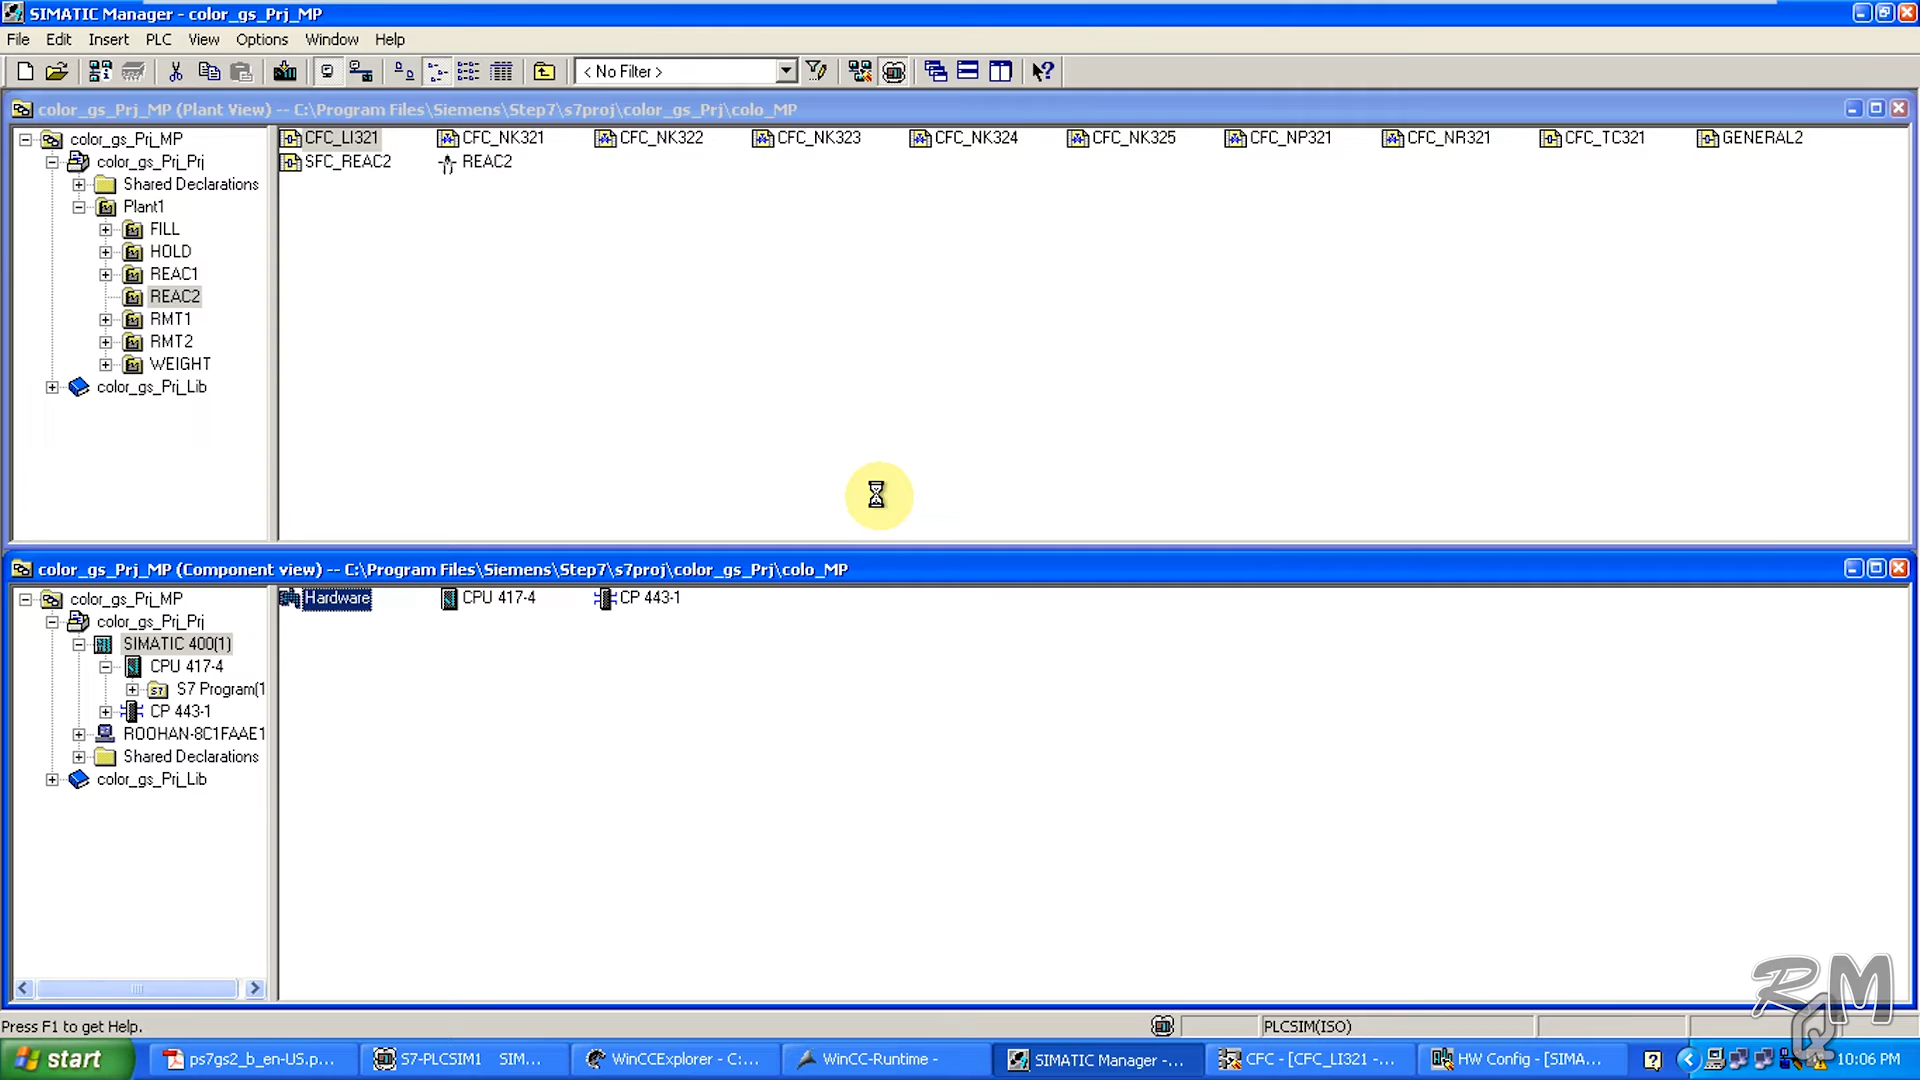 SIMATIC Manager - color_gs_Prj_MP
File Edit Insert PLC View Options Window Help
< No Filter >
color_gs_Prj_MP (Plant View) -- C:\Program Files\Siemens\Step7\s7proj\color_gs_Prj\colo_MP
color_gs_Prj_MP
color_gs_Prj_Prj
Shared Declarations
Plant1
FILL
HOLD
REAC1
REAC2
RMT1
RMT2
WEIGHT
color_gs_Prj_Lib
CFC_LI321 CFC_NK321 CFC_NK322 CFC_NK323 CFC_NK324 CFC_NK325 CFC_NP321 CFC_NR321 CFC_TC321 GENERAL2
SFC_REAC2 REAC2
color_gs_Prj_MP (Component view) -- C:\Program Files\Siemens\Step7\s7proj\color_gs_Prj\colo_MP
color_gs_Prj_MP
color_gs_Prj_Prj
SIMATIC 400(1)
CPU 417-4
S7 Program(1
CP 443-1
ROOHAN-8C1FAAE1
Shared Declarations
color_gs_Prj_Lib
Hardware CPU 417-4 CP 443-1
Press F1 to get Help.
PLCSIM(ISO)
start
ps7gs2_b_en-US.p...
S7-PLCSIM1 SIM...
WinCCExplorer - C:...
WinCC-Runtime -
SIMATIC Manager -...
CFC - [CFC_LI321 -...
HW Config - [SIMA...
10:06 PM
RM